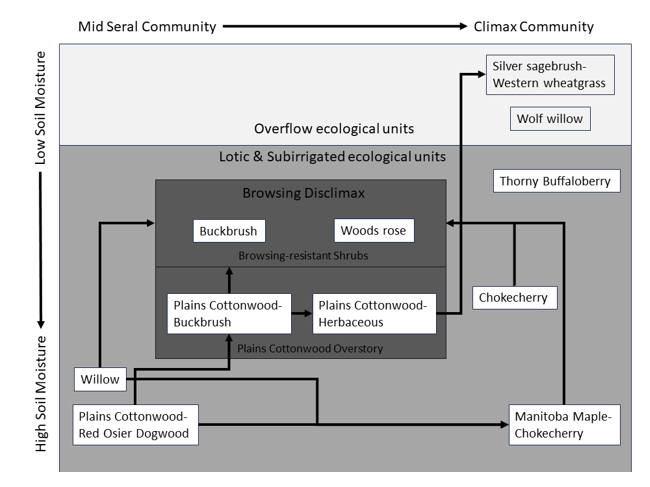 Mid Seral Community
Climax Community
Low Soil Moisture
High Soil Moisture
Silver sagebrush-
Western wheatgrass
Wolf willow
Overflow ecological units
Lotic & Subirrigated ecological units
Thorny Buffaloberry
Browsing Disclimax
Buckbrush
Woods rose
Browsing-resistant Shrubs
Chokecherry
Plains Cottonwood-
Buckbrush
Plains Cottonwood-
Herbaceous
Plains Cottonwood Overstory
Willow
Plains Cottonwood-
Red Osier Dogwood
Manitoba Maple-
Chokecherry